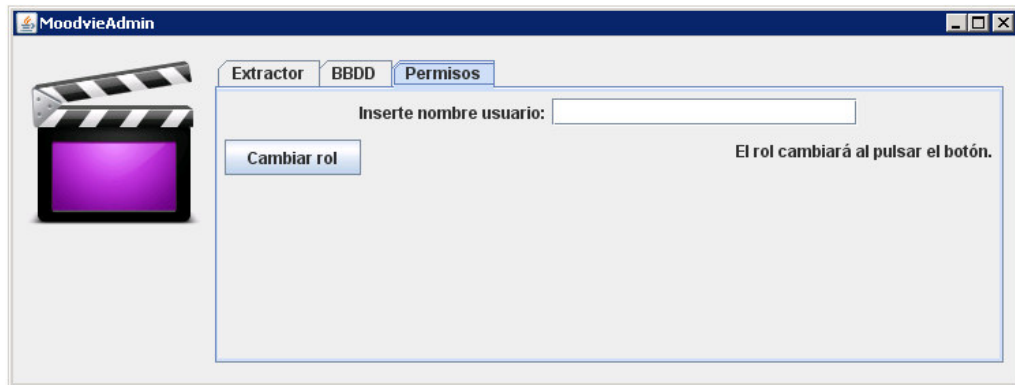 MoodvieAdmin
Extractor BBDD Permisos
Inserte nombre usuario:
Cambiar rol El rol cambiará al pulsar el botón.